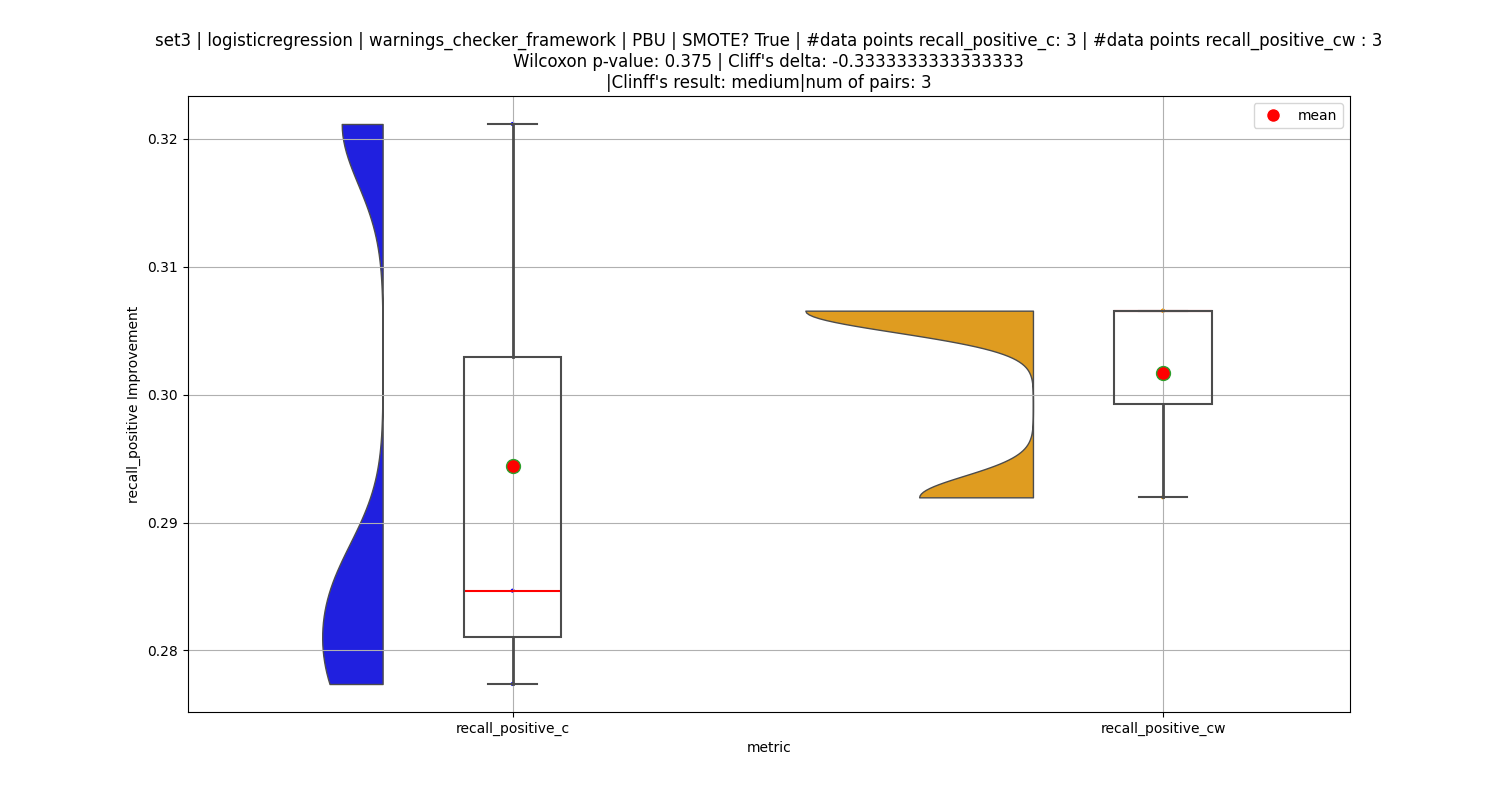 set3 | logisticregression | warnings_checker_framework | PBU | SMOTE? True | #data points recall_positive_c: 3 | #data points recall_positive_cw : 3
Wilcoxon p-value: 0.375 | Cliff's delta: -0.3333333333333333
|Clinff's result: medium|num of pairs: 3
mean
0.32
0.31
0.30
0.29
0.28
recall_positive Improvement
recall_positive_c
recall_positive_cw
metric